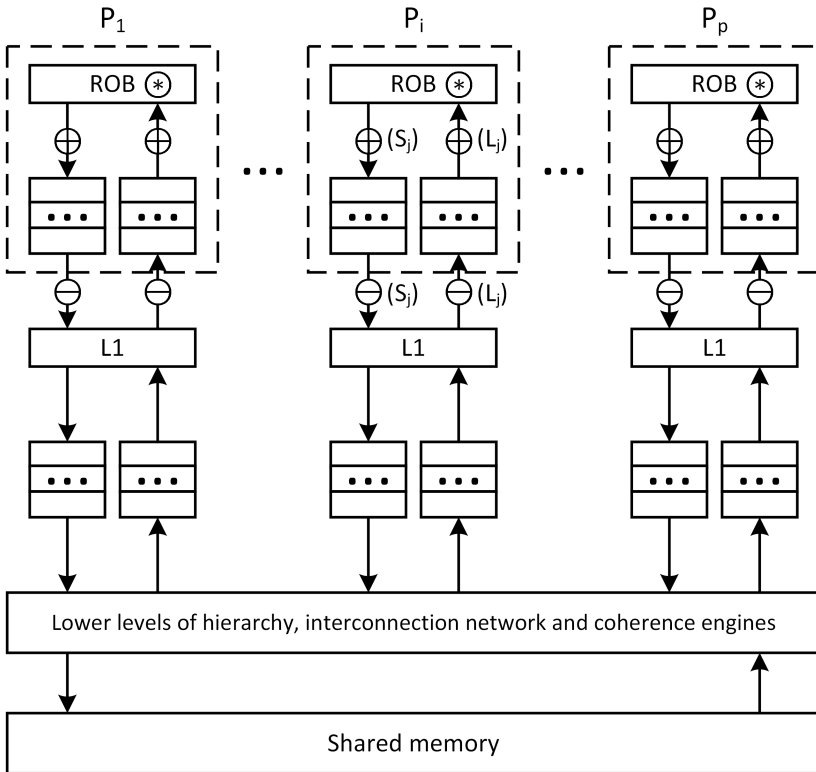 P1 Pi Pp
ROB * ROB * ROB *
(Sj) (Lj)
... ...
... ... ... ... ... ...
(Sj) (Lj)
L1 L1 L1
... ... ... ... ... ...
Lower levels of hierarchy, interconnection network and coherence engines
Shared memory